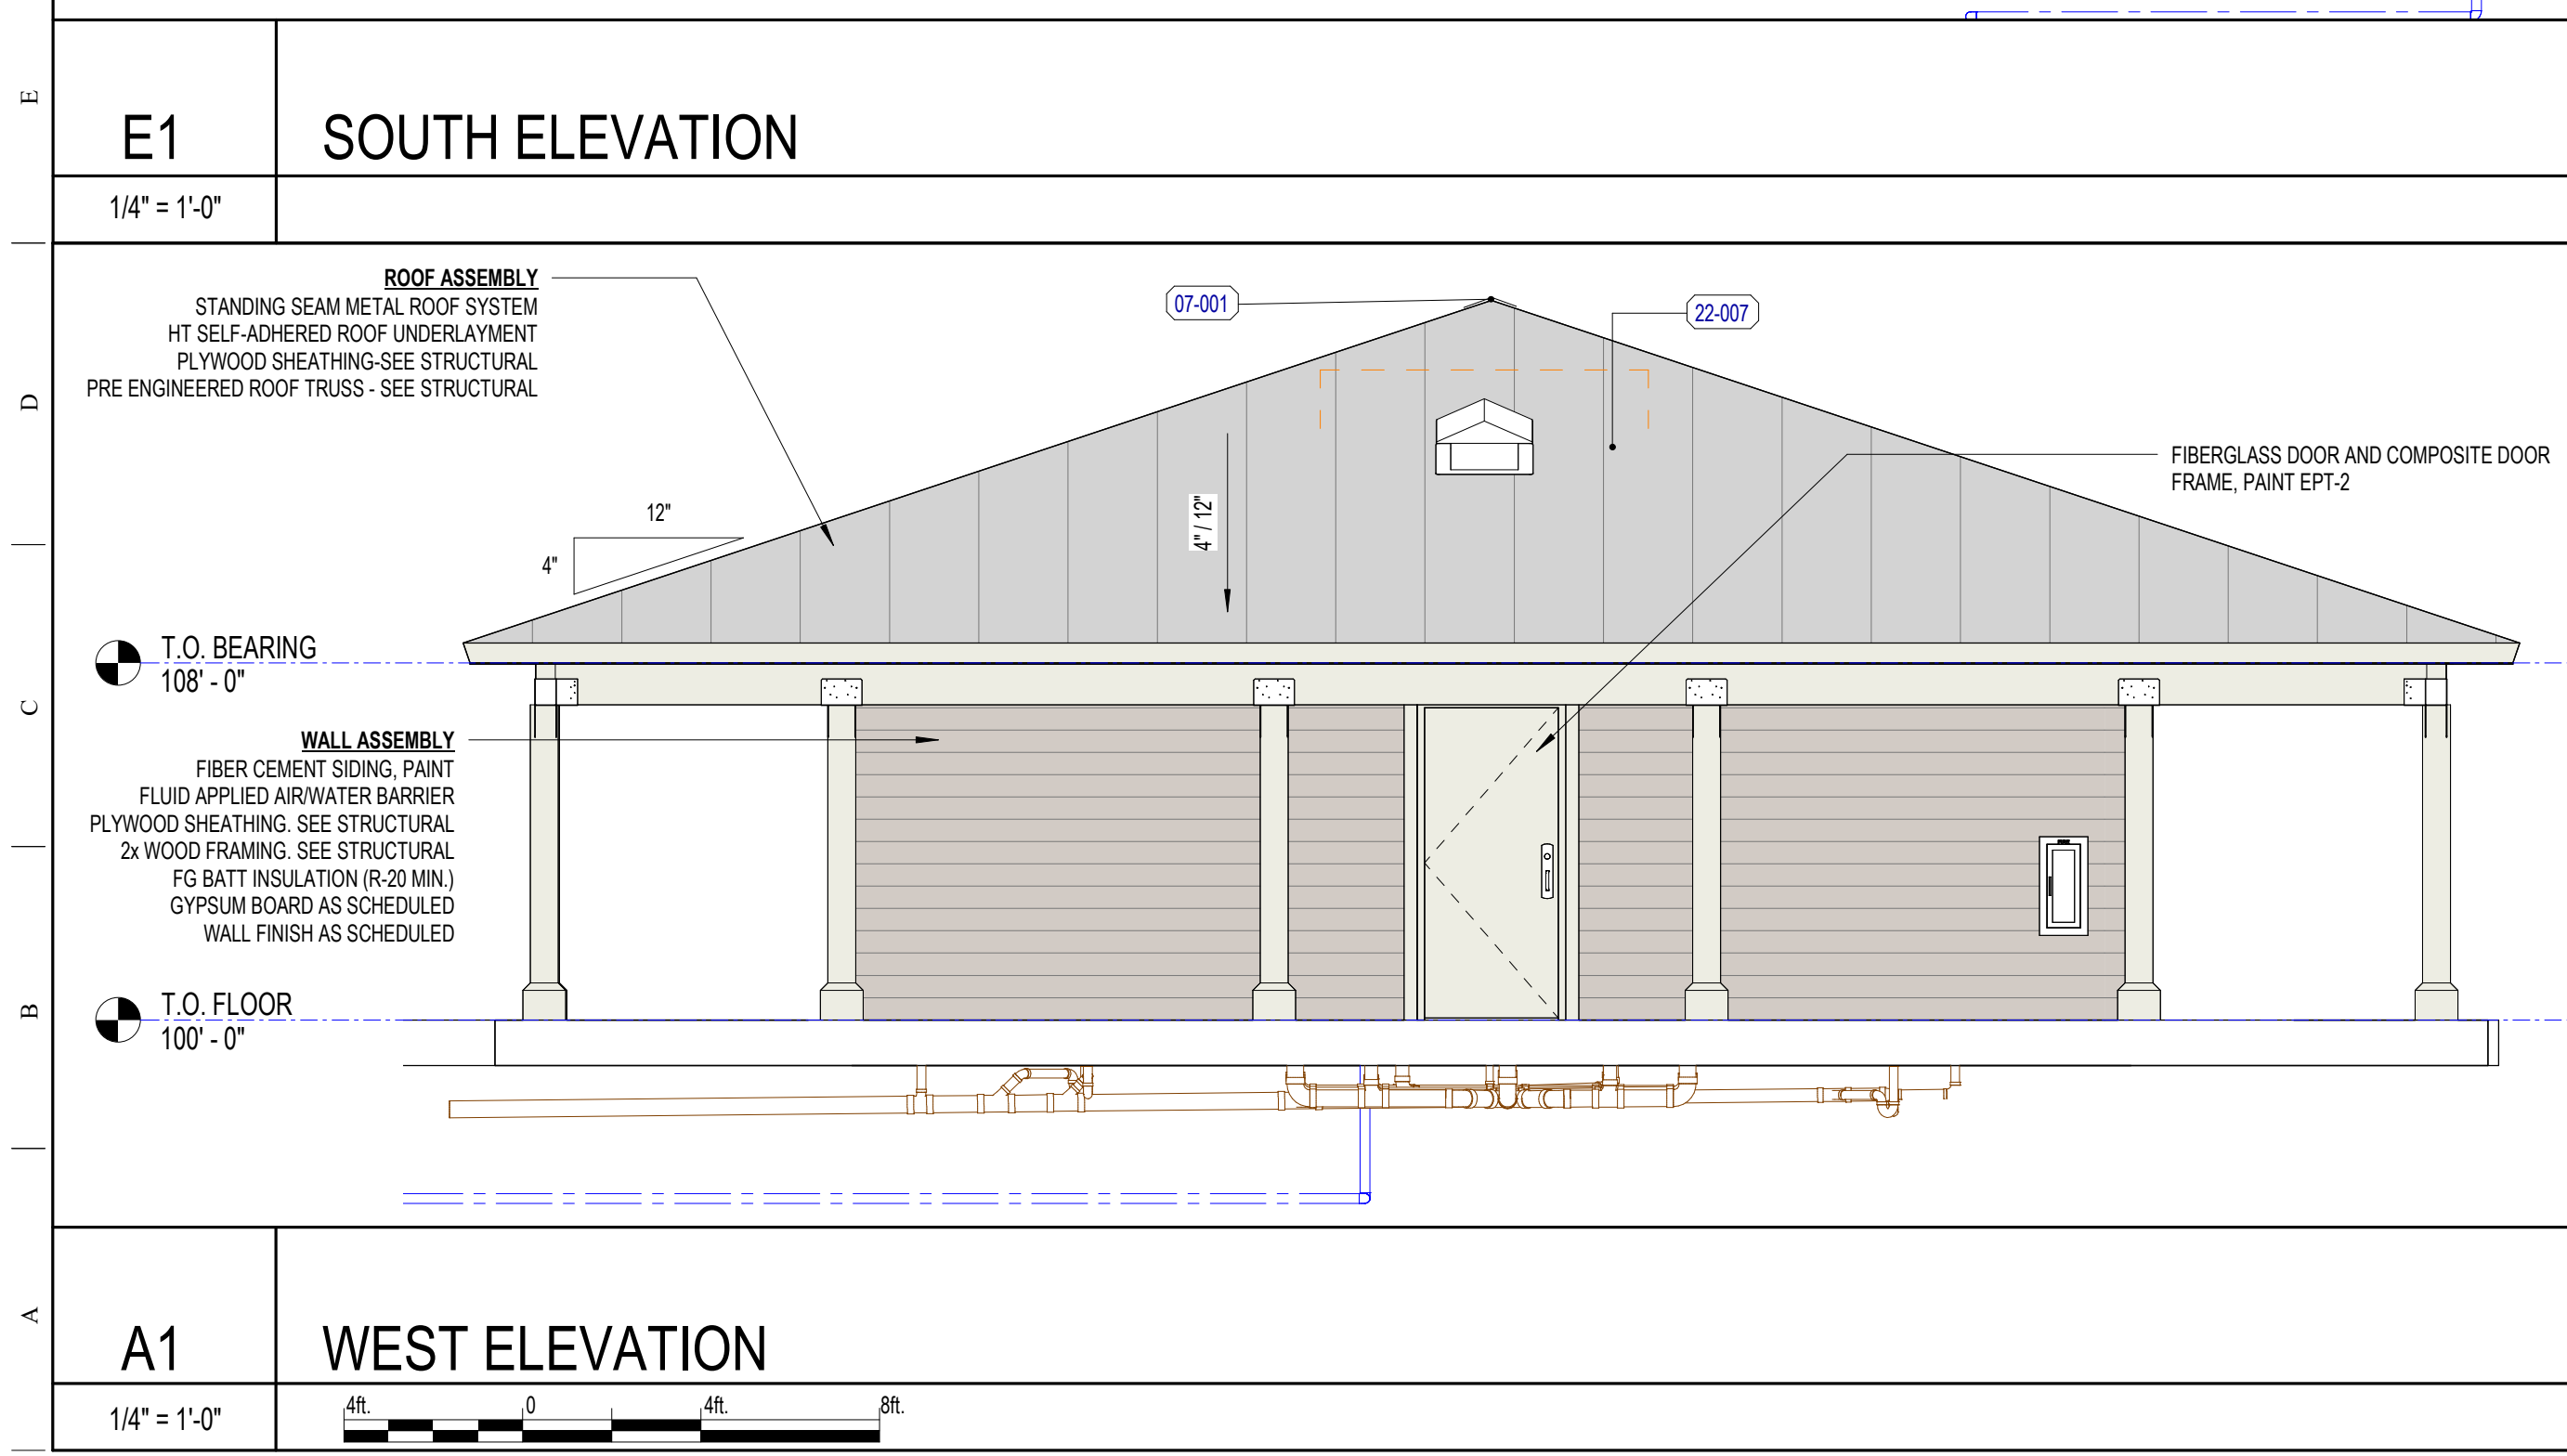 E
E1
SOUTH ELEVATION
1/4" = 1'-0"
ROOF ASSEMBLY
STANDING SEAM METAL ROOF SYSTEM
HT SELF-ADHERED ROOF UNDERLAYMENT
PLYWOOD SHEATHING-SEE STRUCTURAL
PRE ENGINEERED ROOF TRUSS - SEE STRUCTURAL
07-001
22-007
D
FIBERGLASS DOOR AND COMPOSITE DOOR
FRAME, PAINT EPT-2
12"
4"
4" / 12"
T.O. BEARING
108' - 0"
C
WALL ASSEMBLY
FIBER CEMENT SIDING, PAINT
FLUID APPLIED AIR/WATER BARRIER
PLYWOOD SHEATHING. SEE STRUCTURAL
2x WOOD FRAMING. SEE STRUCTURAL
FG BATT INSULATION (R-20 MIN.)
GYPSUM BOARD AS SCHEDULED
WALL FINISH AS SCHEDULED
B
T.O. FLOOR
100' - 0"
A
A1
WEST ELEVATION
1/4" = 1'-0"
4ft. 0 4ft. 8ft.